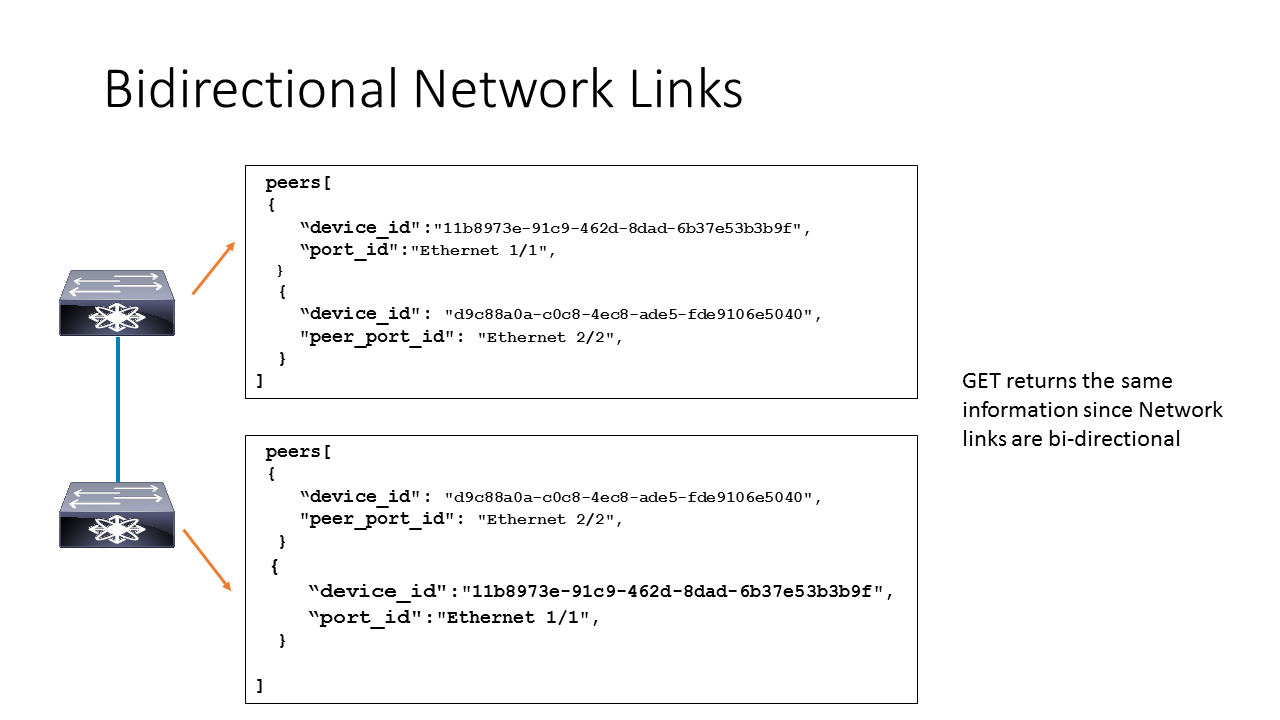 Bidirectional Network Links
peers[
{
“device_id":"11b8973e-91c9-462d-8dad-6b37e53b3b9f",
“port_id":"Ethernet 1/1",
}
{
“device_id": "d9c88a0a-c0c8-4ec8-ade5-fde9106e5040",
"peer_port_id": "Ethernet 2/2",
}
]
GET returns the same
information since Network
links are bi-directional
peers[
{
“device_id": "d9c88a0a-c0c8-4ec8-ade5-fde9106e5040",
"peer_port_id": "Ethernet 2/2",
}
{
“device_id":"11b8973e-91c9-462d-8dad-6b37e53b3b9f",
“port_id":"Ethernet 1/1",
}
]